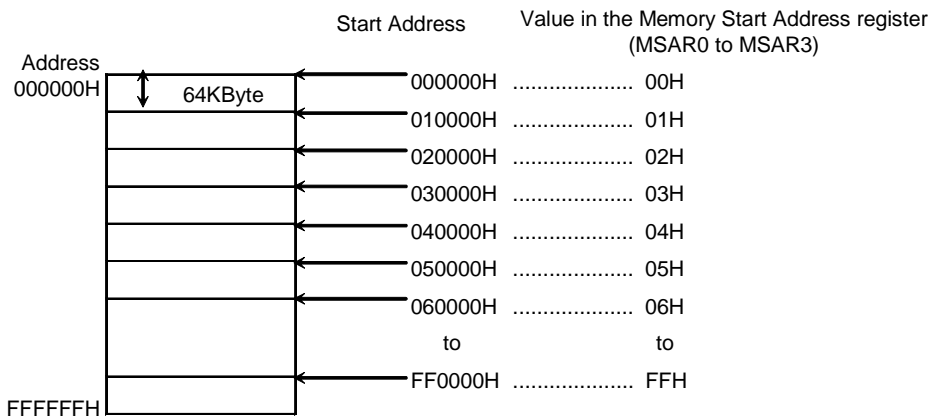 Start Address
Value in the Memory Start Address register
(MSAR0 to MSAR3)
Address
000000H
64KByte
000000H ..................... 00H
010000H ..................... 01H
020000H ..................... 02H
030000H ..................... 03H
040000H ..................... 04H
050000H ..................... 05H
060000H ..................... 06H
to to
FF0000H ..................... FFH
FFFFFFH